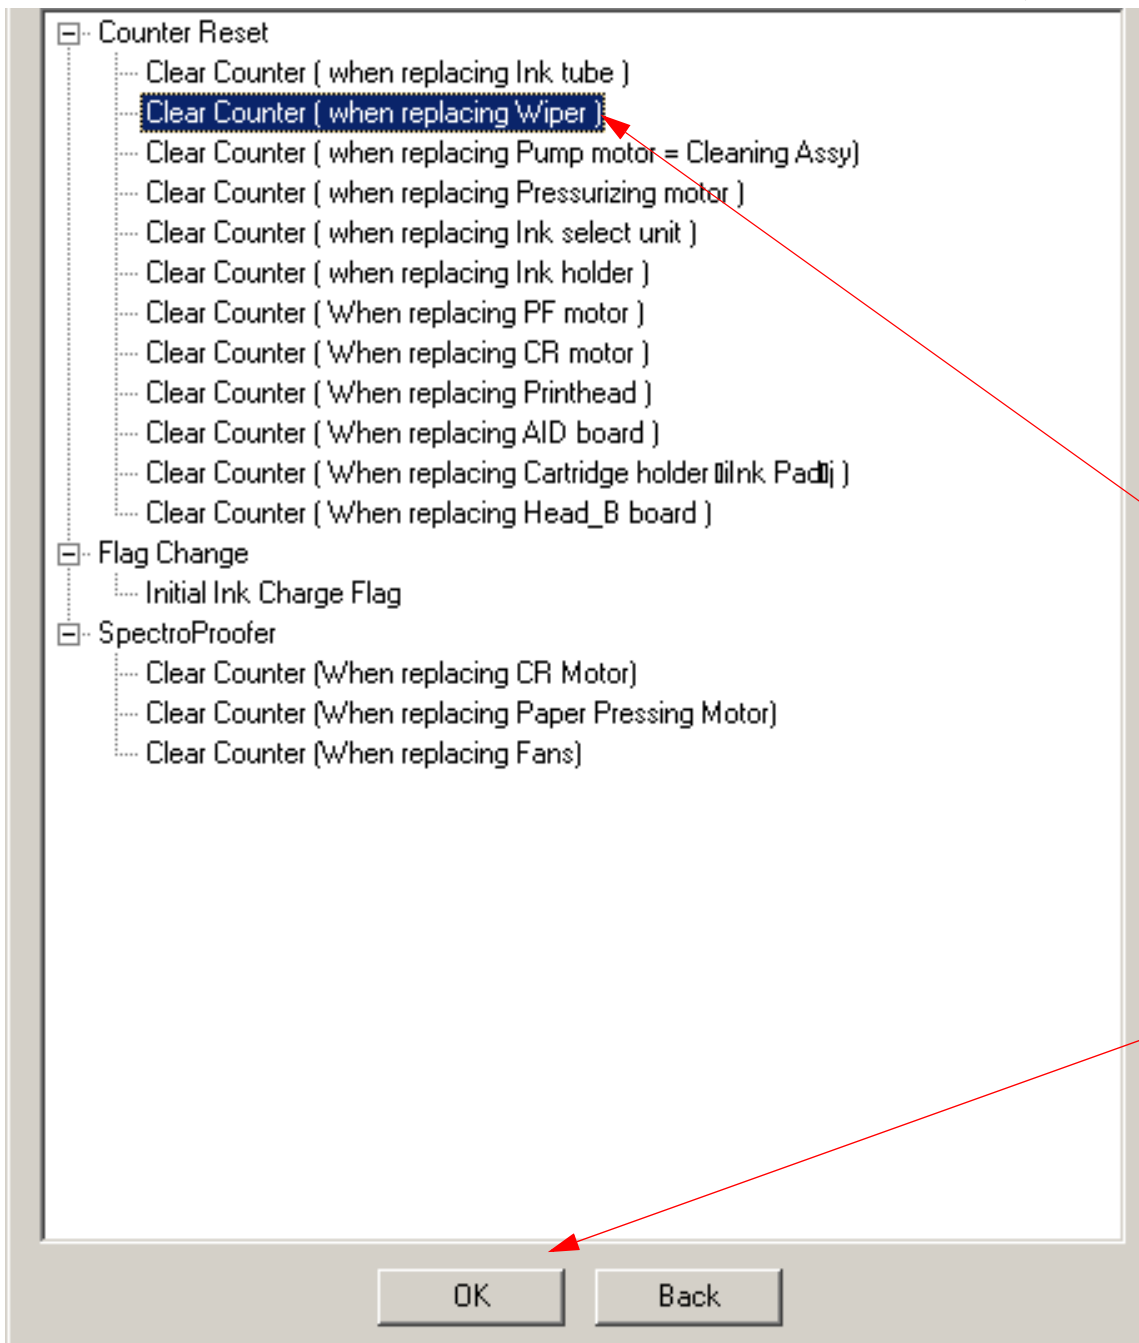 Counter Reset
Clear Counter ( when replacing Ink tube )
Clear Counter ( when replacing Wiper )
Clear Counter ( when replacing Pump motor = Cleaning Assy)
Clear Counter ( when replacing Pressurizing motor )
Clear Counter ( when replacing Ink select unit )
Clear Counter ( when replacing Ink holder )
Clear Counter ( When replacing PF motor )
Clear Counter ( When replacing CR motor )
Clear Counter ( When replacing Printhead )
Clear Counter ( When replacing AID board )
Clear Counter ( When replacing Cartridge holder iInk Pad j )
Clear Counter ( When replacing Head_B board )
Flag Change
Initial Ink Charge Flag
SpectroProofer
Clear Counter (When replacing CR Motor)
Clear Counter (When replacing Paper Pressing Motor)
Clear Counter (When replacing Fans)
OK Back